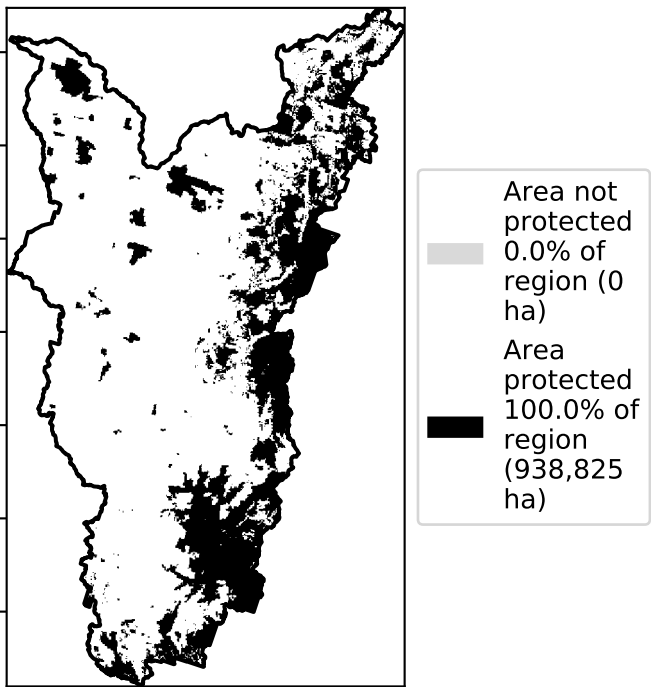 Area not
protected
0.0% of
region (0
ha)
Area
protected
100.0% of
region
(938,825
ha)